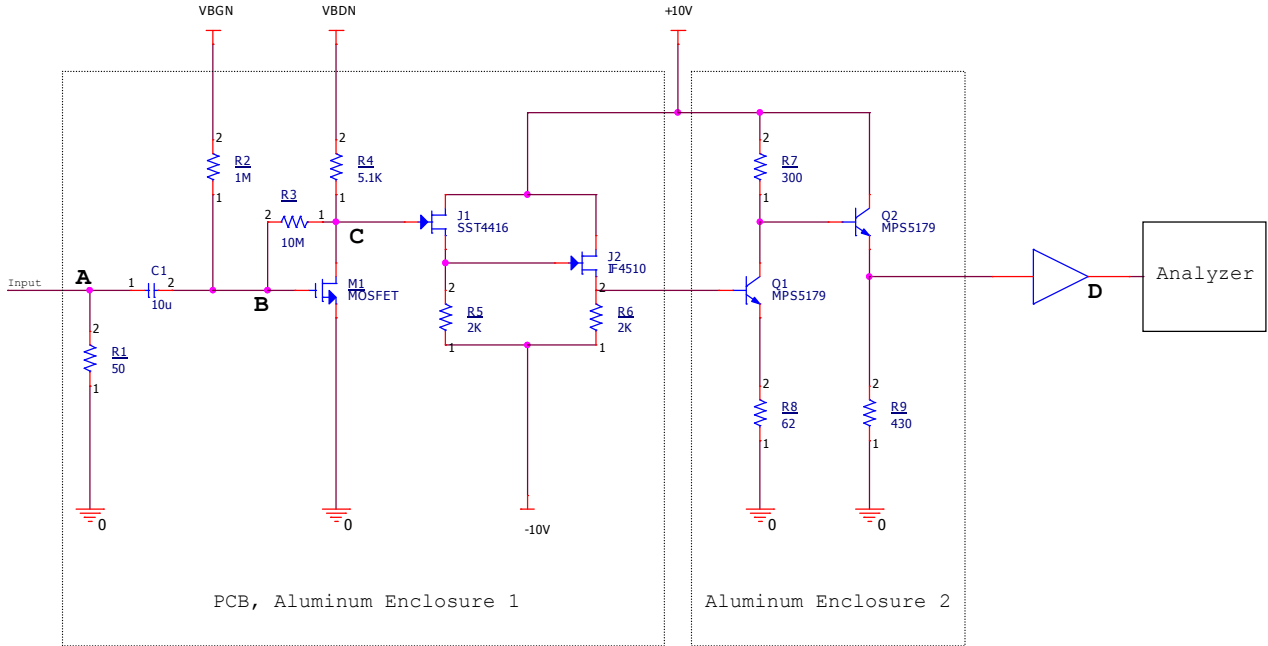 VBGN
VBDN
+10V
2
2
2
R2
1M
R4
5.1K
R7
300
1
1
1
R3
2
1
10M
C
J1
SST4416
Q2
MPS5179
A
Input
C1
1
2
10u
B
M1
MOSFET
J2
IF4510
Q1
MPS5179
D
Analyzer
2
2
2
R1
50
1
R5
2K
1
R6
2K
1
2
2
R8
62
1
R9
430
1
0
0
-10V
0
0
PCB, Aluminum Enclosure 1
Aluminum Enclosure 2